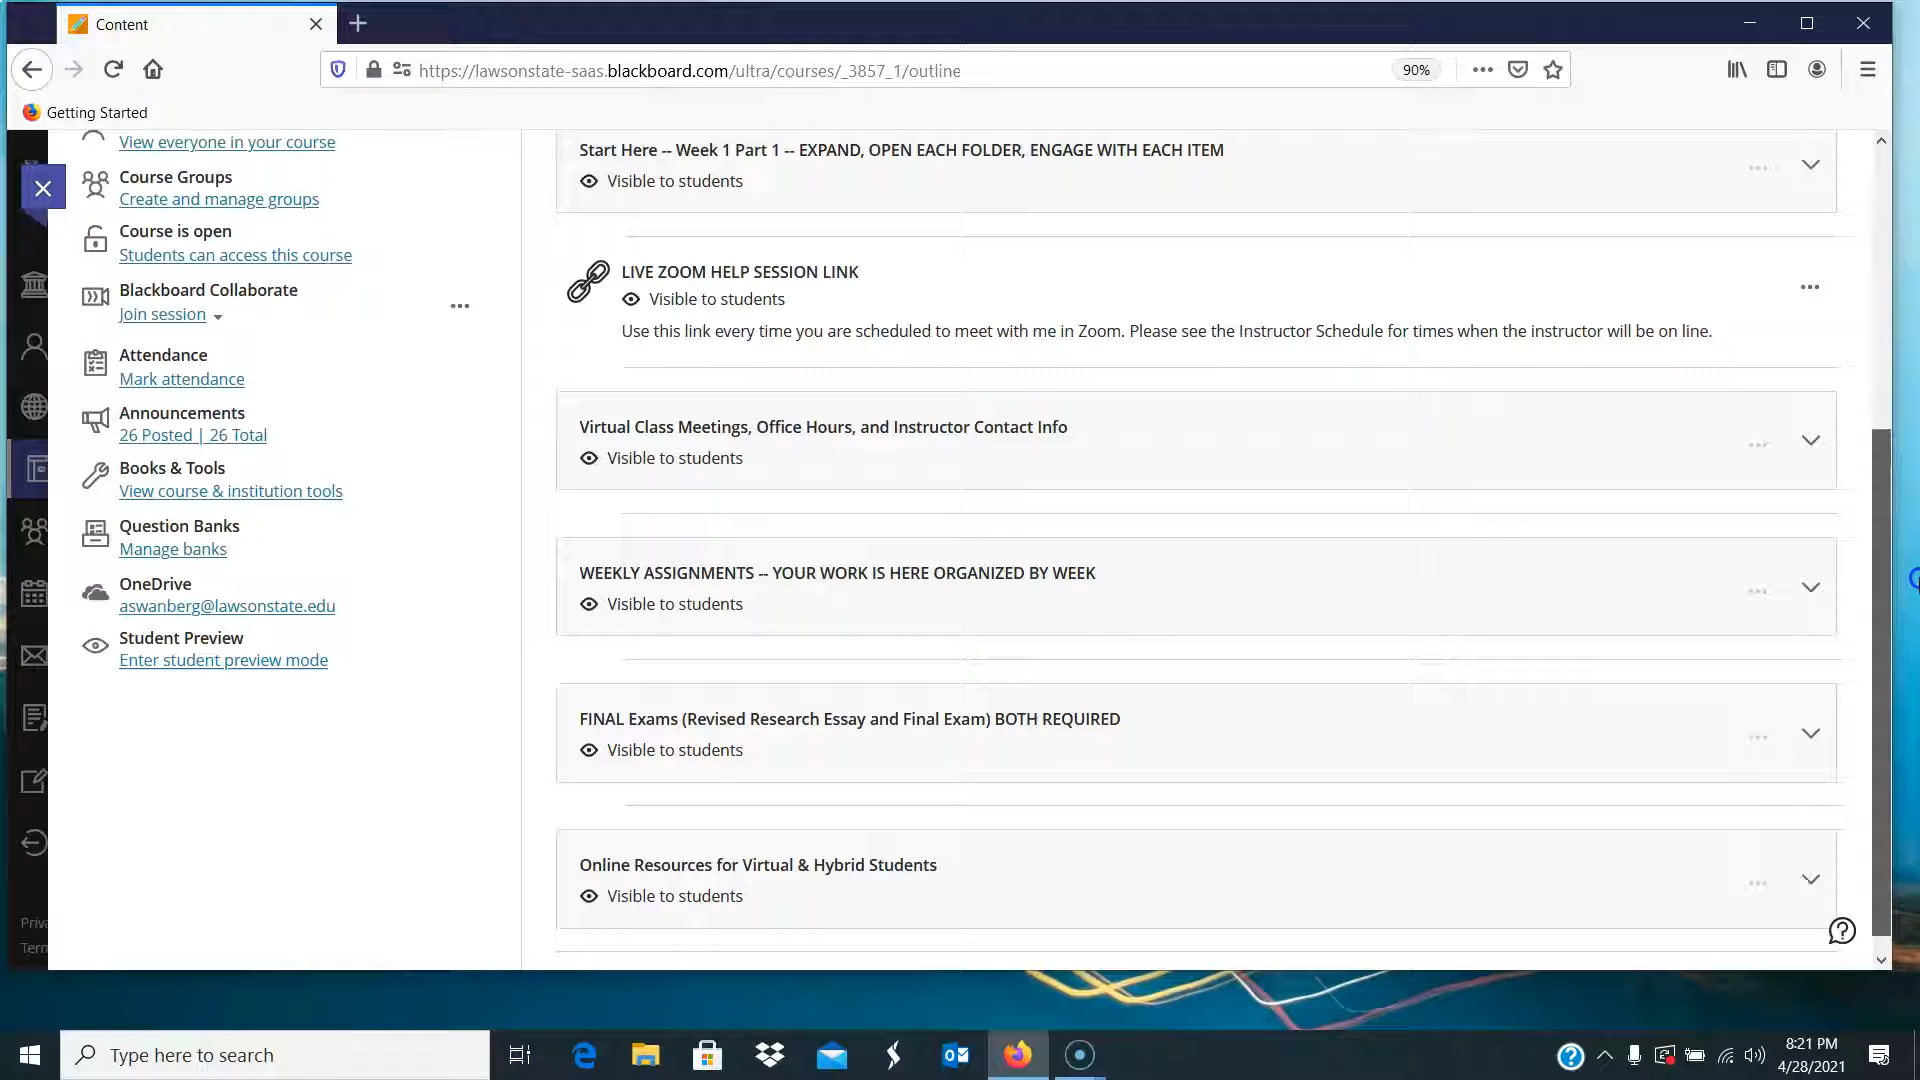 Content
https://lawsonstate-saas.blackboard.com/ultra/courses/_3857_1/outline
90%
Getting Started
View everyone in your course
Course Groups
Create and manage groups
Course is open
Students can access this course
Blackboard Collaborate
Join session
Attendance
Mark attendance
Announcements
26 Posted | 26 Total
Books & Tools
View course & institution tools
Question Banks
Manage banks
OneDrive
aswanberg@lawsonstate.edu
Student Preview
Enter student preview mode
Priva
Term
Start Here -- Week 1 Part 1 -- EXPAND, OPEN EACH FOLDER, ENGAGE WITH EACH ITEM
Visible to students
LIVE ZOOM HELP SESSION LINK
Visible to students
Use this link every time you are scheduled to meet with me in Zoom. Please see the Instructor Schedule for times when the instructor will be on line.
Virtual Class Meetings, Office Hours, and Instructor Contact Info
Visible to students
WEEKLY ASSIGNMENTS -- YOUR WORK IS HERE ORGANIZED BY WEEK
Visible to students
FINAL Exams (Revised Research Essay and Final Exam) BOTH REQUIRED
Visible to students
Online Resources for Virtual & Hybrid Students
Visible to students
Type here to search
8:21 PM
4/28/2021